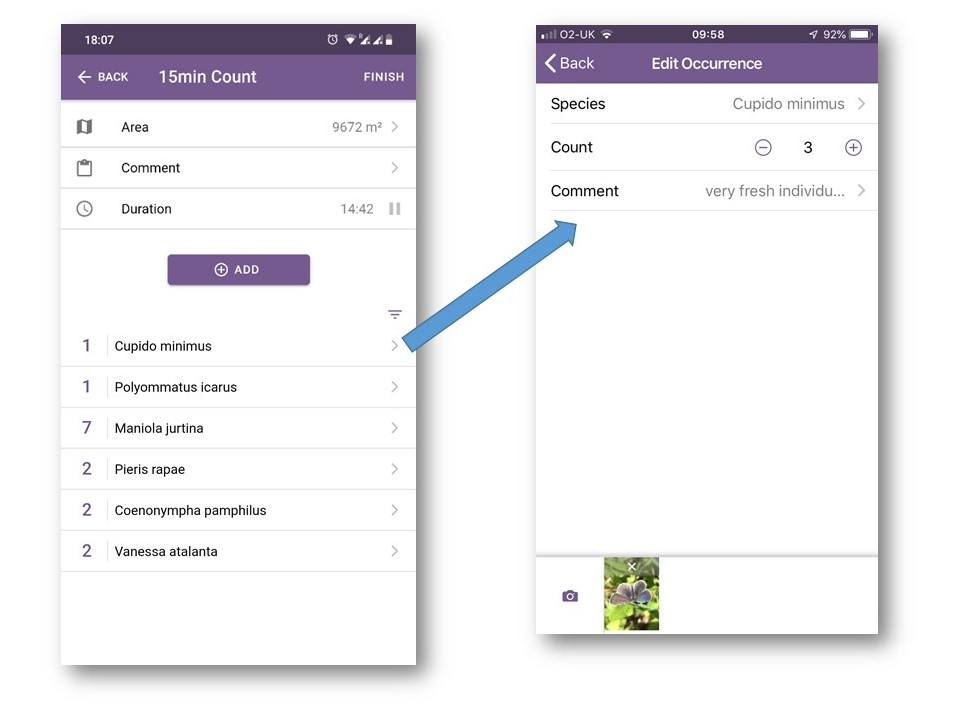 18:07
BACK 15min Count FINISH
Area 9672 m²
Comment
Duration 14:42
ADD
1 Cupido minimus
1 Polyommatus icarus
7 Maniola jurtina
2 Pieris rapae
2 Coenonympha pamphilus
2 Vanessa atalanta
O2-UK 09:58 92%
Back Edit Occurrence
Species Cupido minimus
Count 3
Comment very fresh individu...